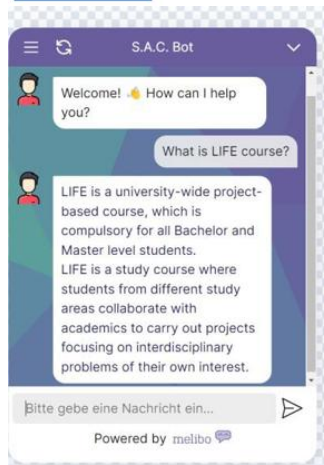 S.A.C. Bot
Welcome! 👍 How can I help
you?
What is LIFE course?
LIFE is a university-wide project-
based course, which is
compulsory for all Bachelor and
Master level students.
LIFE is a study course where
students from different study
areas collaborate with
academics to carry out projects
focusing on interdisciplinary
problems of their own interest.
Bitte gebe eine Nachricht ein...
Powered by melibo